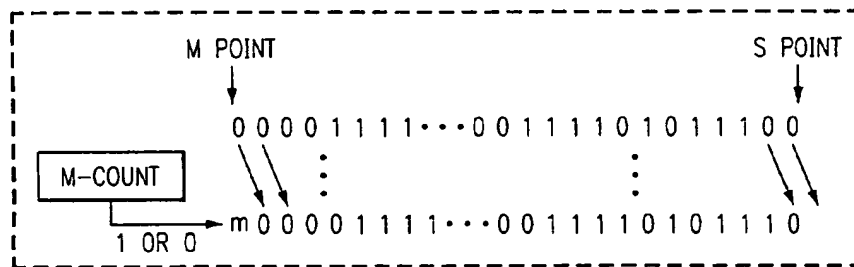 M POINT S POINT
0 0 0 0 1 1 1 1 ··· 0 0 1 1 1 1 0 1 0 1 1 1 0 0
M-COUNT
m 0 0 0 0 1 1 1 1 ··· 0 0 1 1 1 1 0 1 0 1 1 1 0
1 OR 0